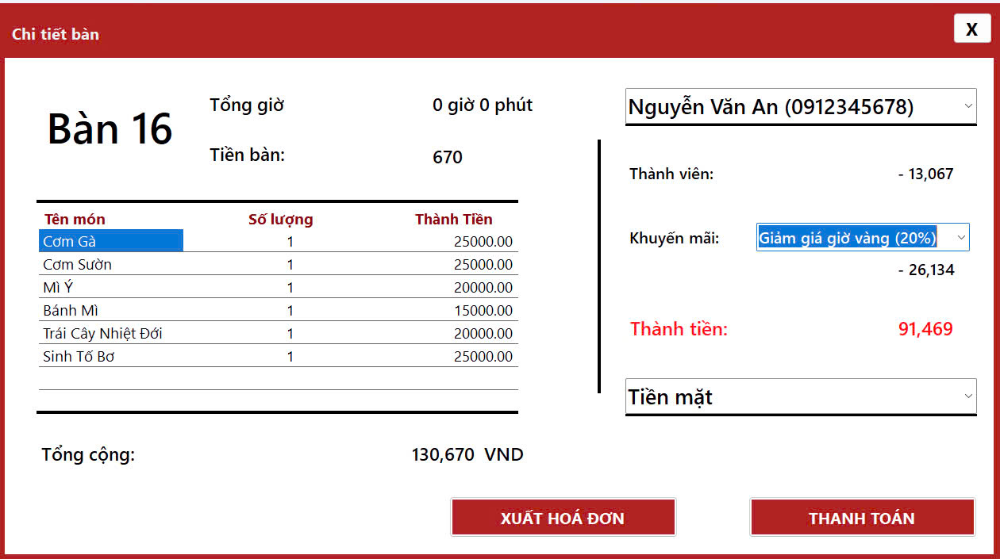 Chi tiết bàn
X
Bàn 16
Tổng giờ 0 giờ 0 phút
Tiền bàn: 670
Tên món Số lượng Thành Tiền
Cơm Gà 1 25000.00
Cơm Sườn 1 25000.00
Mì Ý 1 20000.00
Bánh Mì 1 15000.00
Trái Cây Nhiệt Đới 1 20000.00
Sinh Tố Bơ 1 25000.00
Tổng cộng: 130,670 VND
Nguyễn Văn An (0912345678)
Thành viên: - 13,067
Khuyến mãi: Giảm giá giờ vàng (20%)
- 26,134
Thành tiền: 91,469
Tiền mặt
XUẤT HOÁ ĐƠN
THANH TOÁN